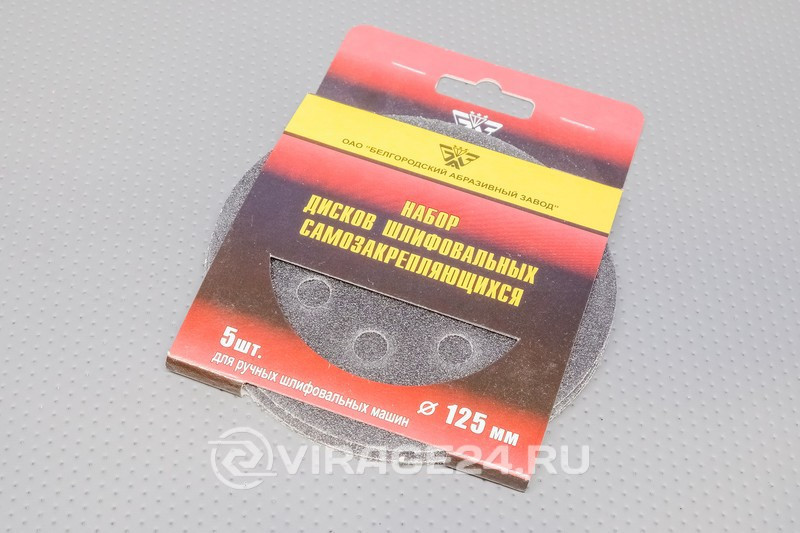 ОАО "БЕЛГОРОДСКИЙ АБРАЗИВНЫЙ ЗАВОД"
НАБОР
ДИСКОВ ШЛИФОВАЛЬНЫХ
САМОЗАКРЕПЛЯЮЩИХСЯ
5шт.
для ручных шлифовальных машин
⌀ 125 мм
VIRAGE24.RU